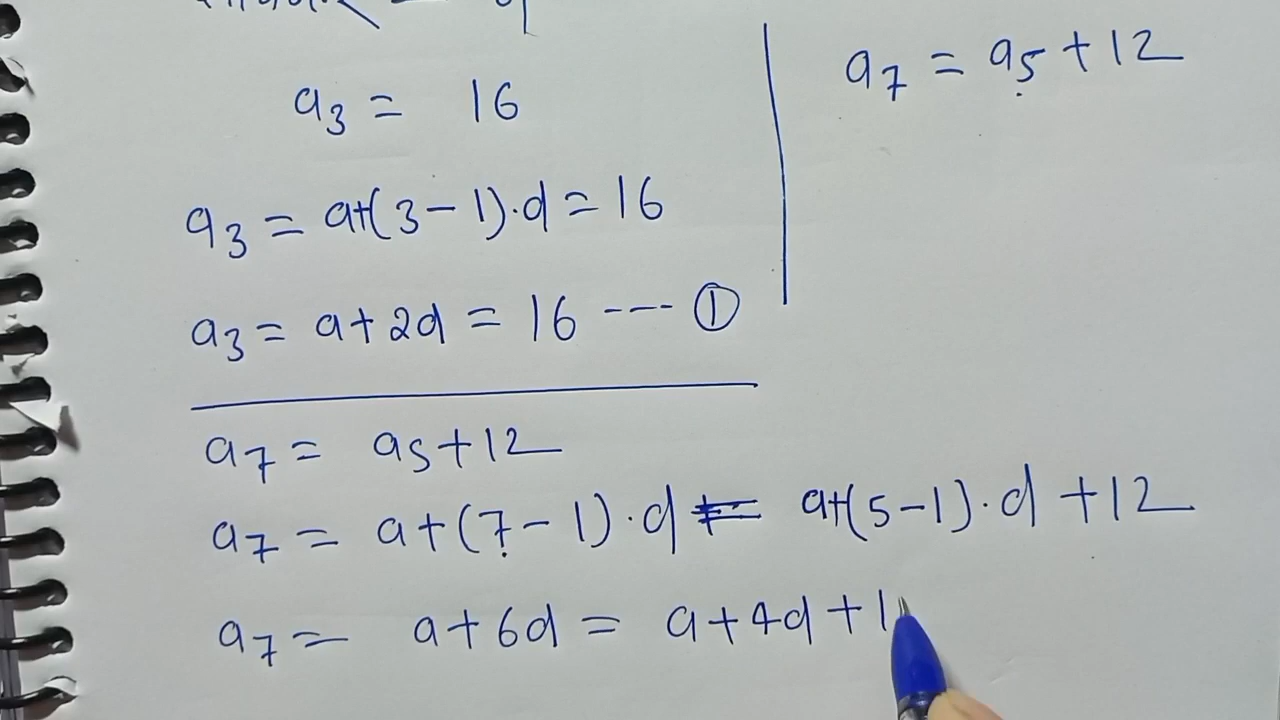 a₃ = 16
a₃ = a+(3-1)·d = 16
a₃ = a+2d = 16 --- ①
a₇ = a₅+12
a₇ = a₅+12
a₇ = a+(7-1)·d = a+(5-1)·d +12
a₇ = a+6d = a+4d+1